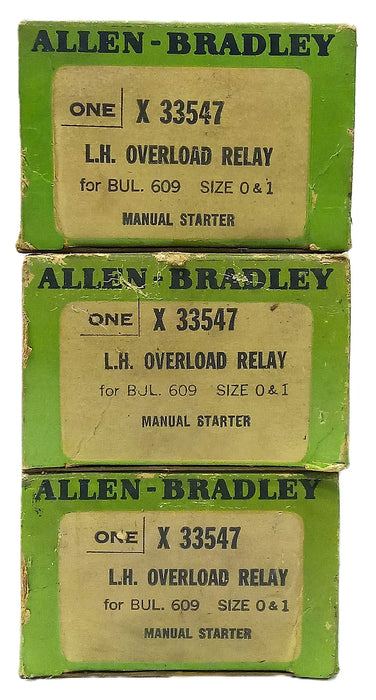 ALLEN-BRADLEY
ONE X 33547
L.H. OVERLOAD RELAY
for BUL. 609 SIZE 0 & 1
MANUAL STARTER
ALLEN-BRADLEY
ONE X 33547
L.H. OVERLOAD RELAY
for BUL. 609 SIZE 0 & 1
MANUAL STARTER
ALLEN-BRADLEY
ONE X 33547
L.H. OVERLOAD RELAY
for BUL. 609 SIZE 0 & 1
MANUAL STARTER